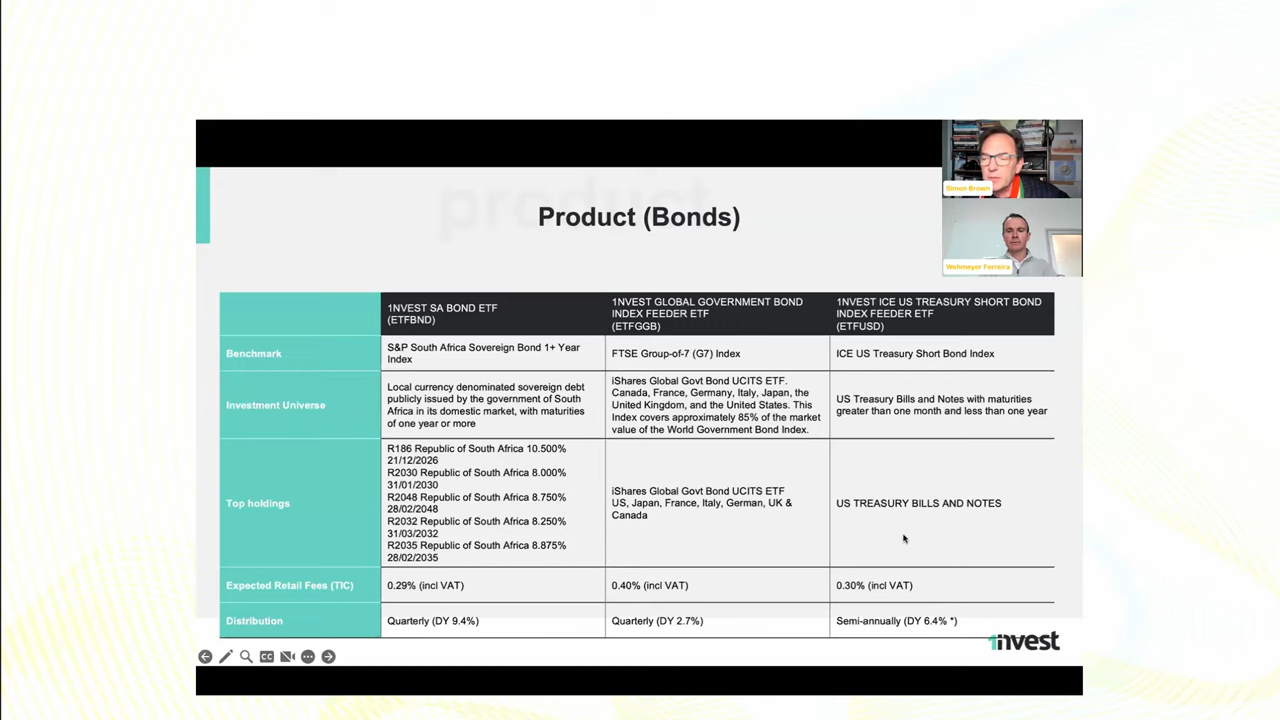 product
Simon Brown
Product (Bonds)
Wehmeyer Ferreira
1NVEST SA BOND ETF
(ETFBND)
1NVEST GLOBAL GOVERNMENT BOND
INDEX FEEDER ETF
(ETFGGB)
1NVEST ICE US TREASURY SHORT BOND
INDEX FEEDER ETF
(ETFUSD)
Benchmark
S&P South Africa Sovereign Bond 1+ Year
Index
FTSE Group-of-7 (G7) Index
ICE US Treasury Short Bond Index
Investment Universe
Local currency denominated sovereign debt
publicly issued by the government of South
Africa in its domestic market, with maturities
of one year or more
iShares Global Govt Bond UCITS ETF.
Canada, France, Germany, Italy, Japan, the
United Kingdom, and the United States. This
Index covers approximately 85% of the market
value of the World Government Bond Index.
US Treasury Bills and Notes with maturities
greater than one month and less than one year
Top holdings
R186 Republic of South Africa 10.500%
21/12/2026
R2030 Republic of South Africa 8.000%
31/01/2030
R2048 Republic of South Africa 8.750%
28/02/2048
R2032 Republic of South Africa 8.250%
31/03/2032
R2035 Republic of South Africa 8.875%
28/02/2035
iShares Global Govt Bond UCITS ETF
US, Japan, France, Italy, German, UK &
Canada
US TREASURY BILLS AND NOTES
Expected Retail Fees (TIC)
0.29% (incl VAT)
0.40% (incl VAT)
0.30% (incl VAT)
Distribution
Quarterly (DY 9.4%)
Quarterly (DY 2.7%)
Semi-annually (DY 6.4% *)
1nvest
CC